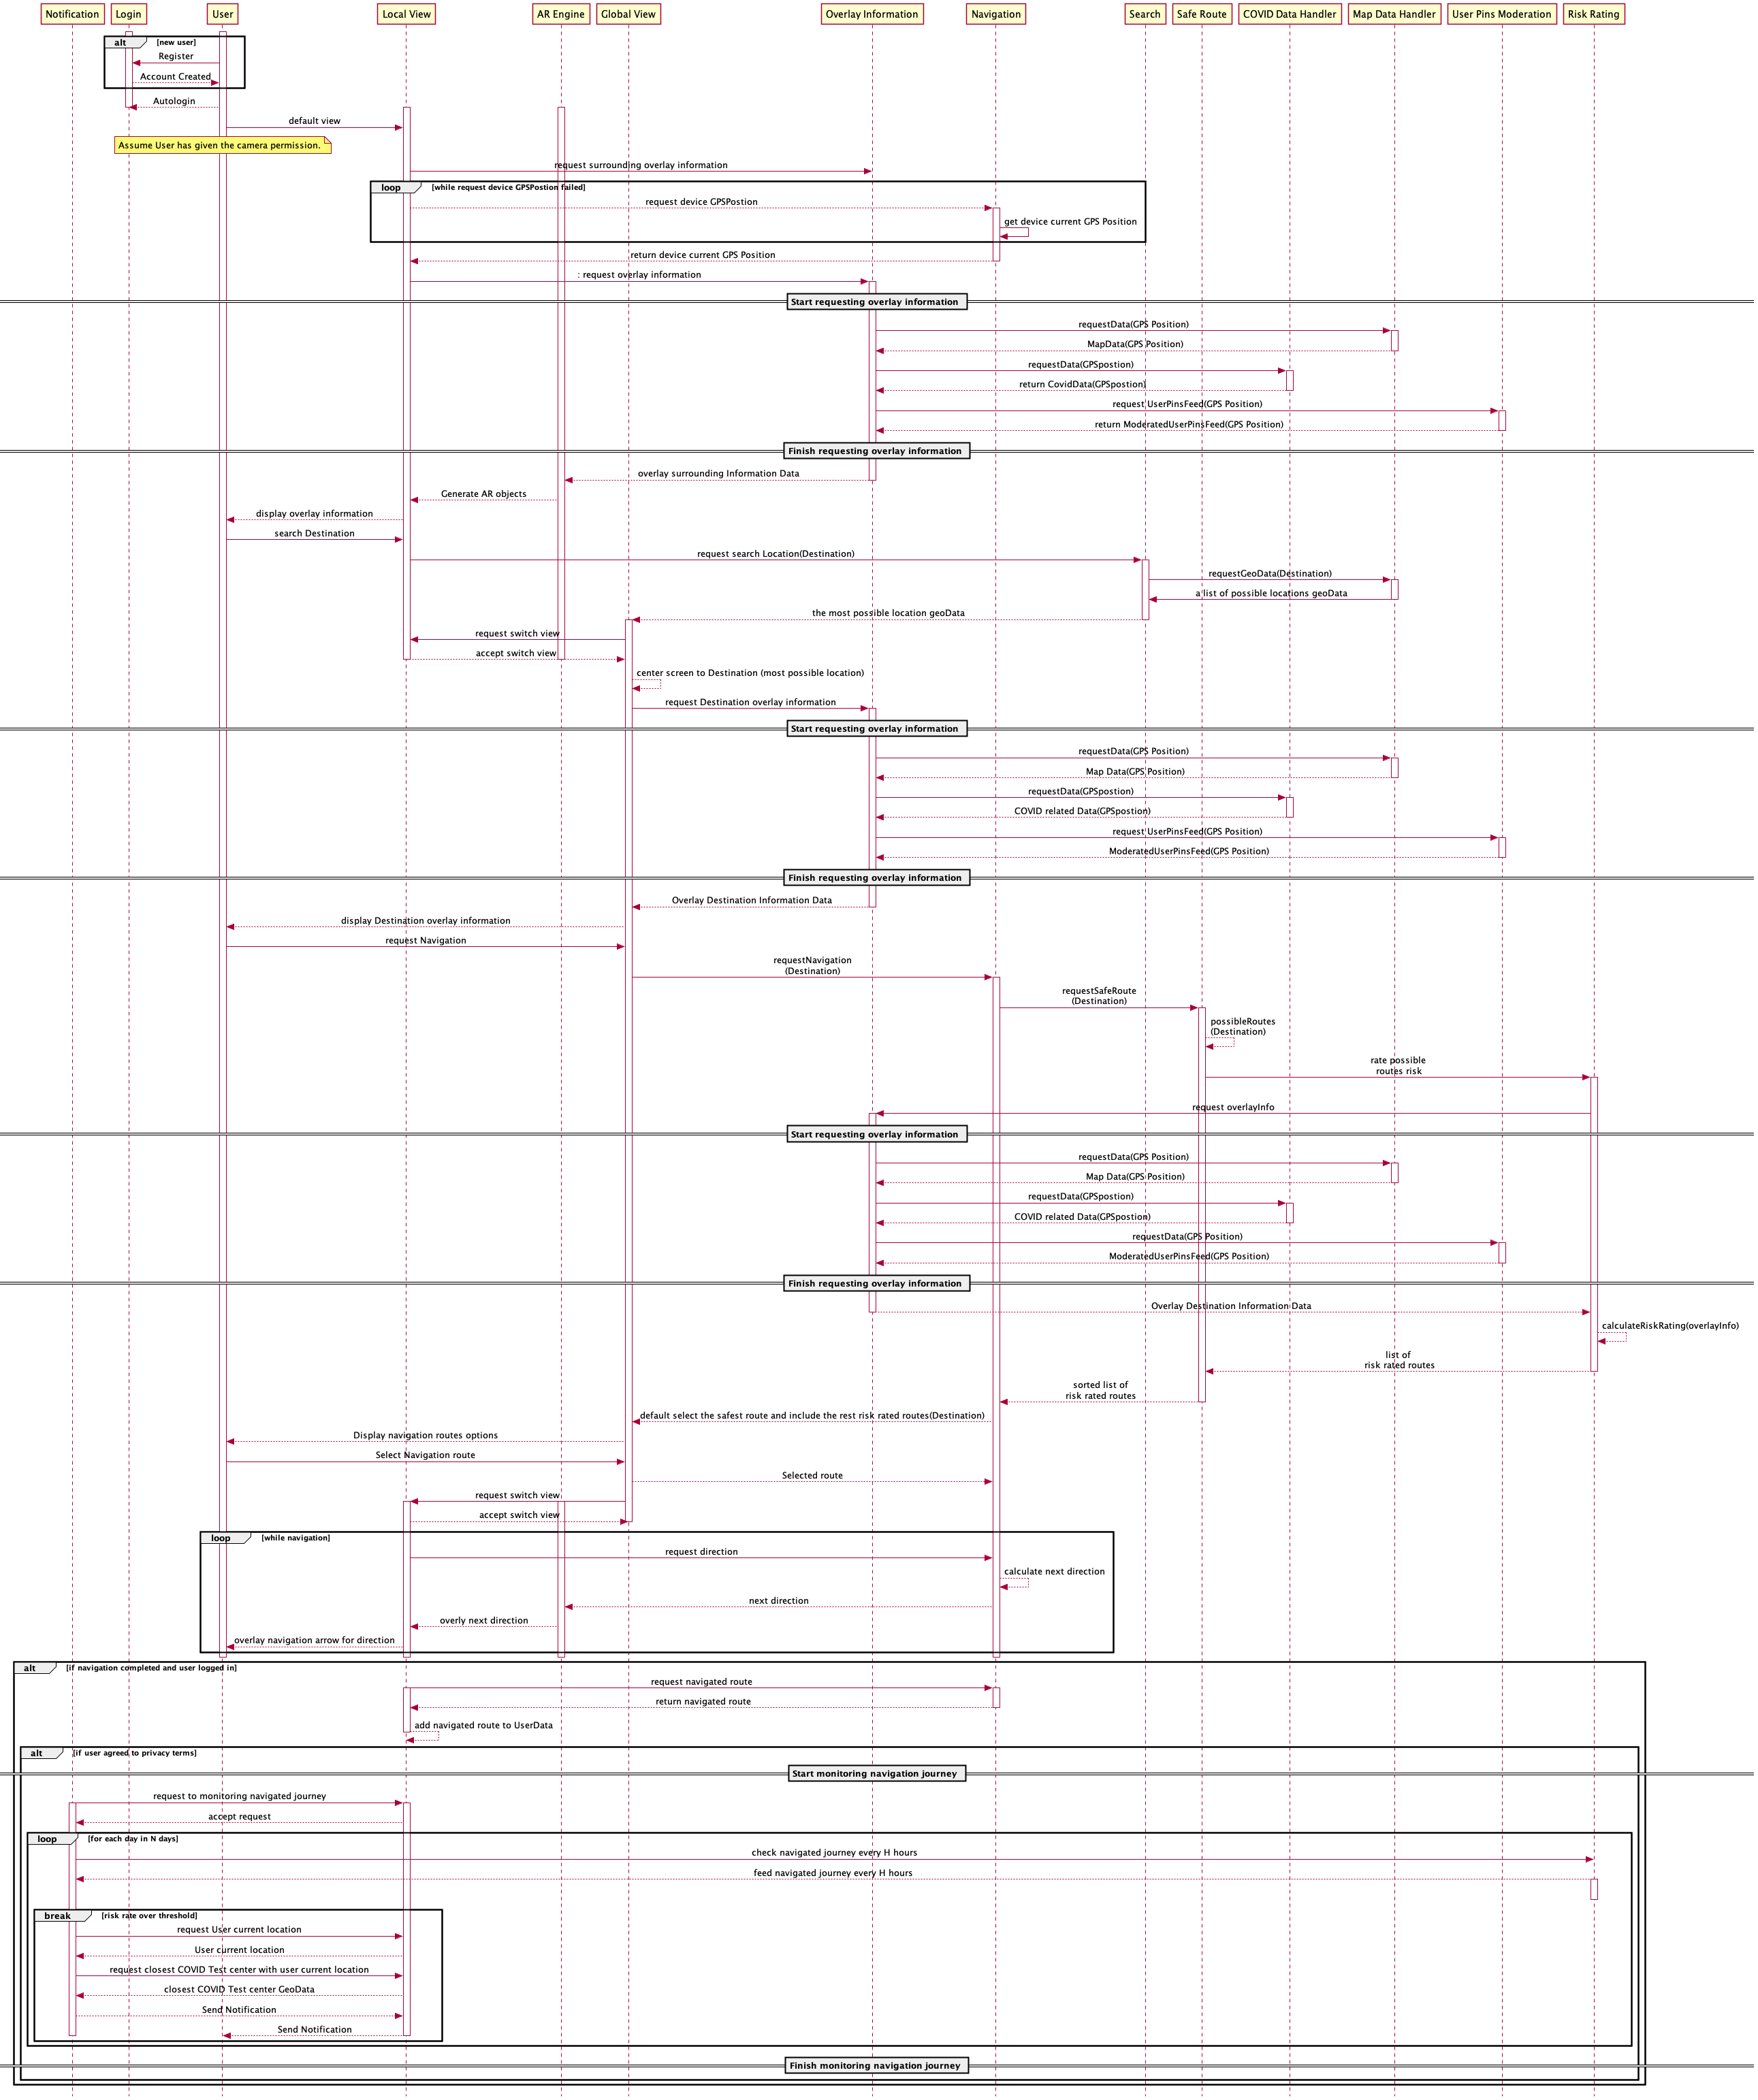 Notification
Login
User
Local View
AR Engine
Global View
Overlay Information
Navigation
Search
Safe Route
COVID Data Handler
Map Data Handler
User Pins Moderation
Risk Rating
alt
[new user]
Register
Account Created
Autologin
default view
Assume User has given the camera permission.
request surrounding overlay information
loop
[while request device GPSPostion failed]
request device GPSPostion
get device current GPS Position
return device current GPS Position
: request overlay information
Start requesting overlay information
requestData(GPS Position)
MapData(GPS Position)
requestData(GPSpostion)
return CovidData(GPSpostion)
request UserPinsFeed(GPS Position)
return ModeratedUserPinsFeed(GPS Position)
Finish requesting overlay information
overlay surrounding Information Data
Generate AR objects
display overlay information
search Destination
request search Location(Destination)
requestGeoData(Destination)
a list of possible locations geoData
the most possible location geoData
request switch view
accept switch view
center screen to Destination (most possible location)
request Destination overlay information
Start requesting overlay information
requestData(GPS Position)
Map Data(GPS Position)
requestData(GPSpostion)
COVID related Data(GPSpostion)
request UserPinsFeed(GPS Position)
ModeratedUserPinsFeed(GPS Position)
Finish requesting overlay information
Overlay Destination Information Data
display Destination overlay information
request Navigation
requestNavigation
(Destination)
requestSafeRoute
(Destination)
possibleRoutes
(Destination)
rate possible
routes risk
request overlayInfo
Start requesting overlay information
requestData(GPS Position)
Map Data(GPS Position)
requestData(GPSpostion)
COVID related Data(GPSpostion)
requestData(GPS Position)
ModeratedUserPinsFeed(GPS Position)
Finish requesting overlay information
Overlay Destination Information Data
calculateRiskRating(overlayInfo)
list of
risk rated routes
sorted list of
risk rated routes
default select the safest route and include the rest risk rated routes(Destination)
Display navigation routes options
Select Navigation route
Selected route
request switch view
accept switch view
loop
[while navigation]
request direction
calculate next direction
next direction
overly next direction
overlay navigation arrow for direction
alt
[if navigation completed and user logged in]
request navigated route
return navigated route
add navigated route to UserData
alt
[if user agreed to privacy terms]
Start monitoring navigation journey
request to monitoring navigated journey
accept request
loop
[for each day in N days]
check navigated journey every H hours
feed navigated journey every H hours
break
[risk rate over threshold]
request User current location
User current location
request closest COVID Test center with user current location
closest COVID Test center GeoData
Send Notification
Send Notification
Finish monitoring navigation journey